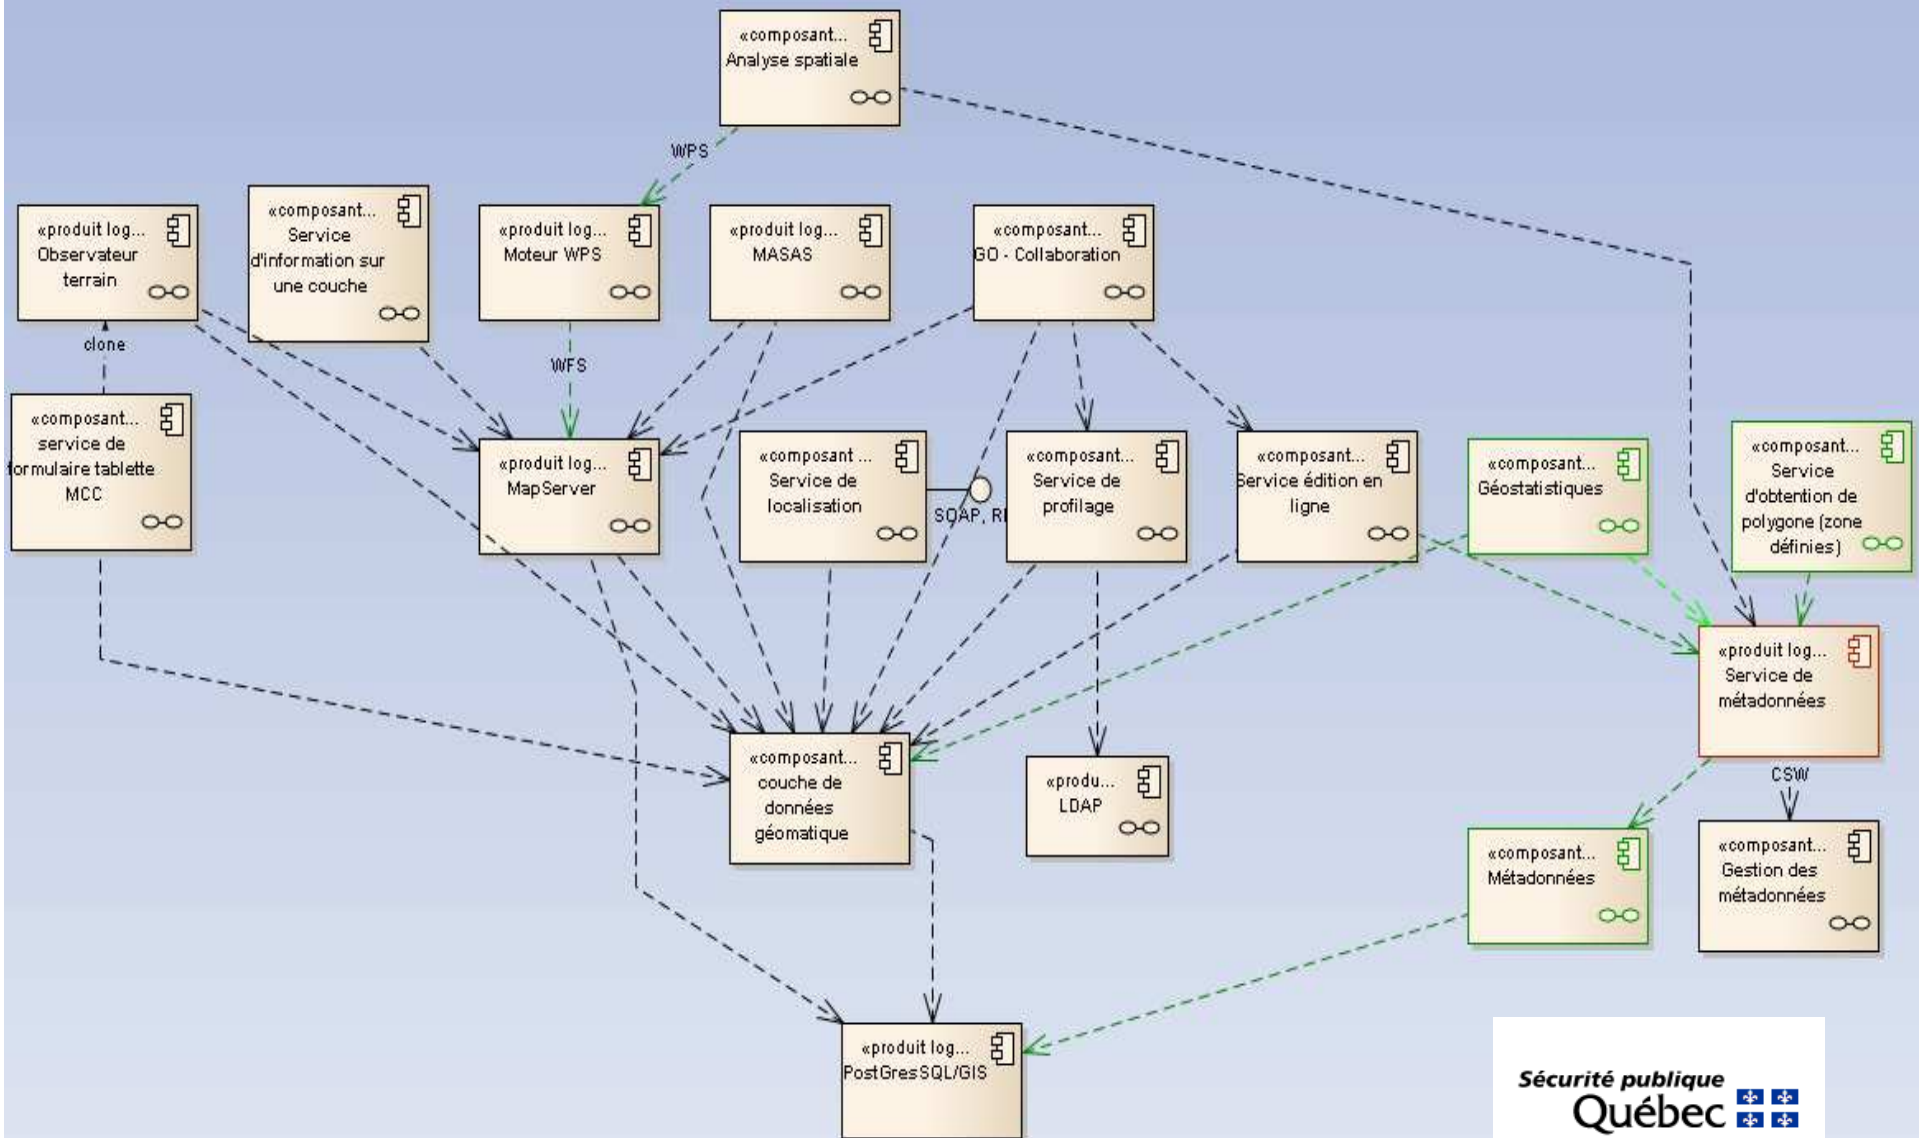 «composant...
Analyse spatiale
WPS
«produit log...
Observateur
terrain
«composant...
Service
d'information sur
une couche
«produit log...
Moteur WPS
«produit log...
MASAS
«composant...
GO - Collaboration
clone
WFS
«composant...
service de
formulaire tablette
MCC
«produit log...
MapServer
«composant ...
Service de
localisation
SOAP, RE
«composant...
Service de
profilage
«composant...
Service édition en
ligne
«composant...
Géostatistiques
«composant...
Service
d'obtention de
polygone (zone
définies)
«produit log...
Service de
métadonnées
CSW
«composant...
couche de
données
géomatique
«produ...
LDAP
«composant...
Métadonnées
«composant...
Gestion des
métadonnées
«produit log...
PostGresSQL/GIS
Sécurité publique
Québec